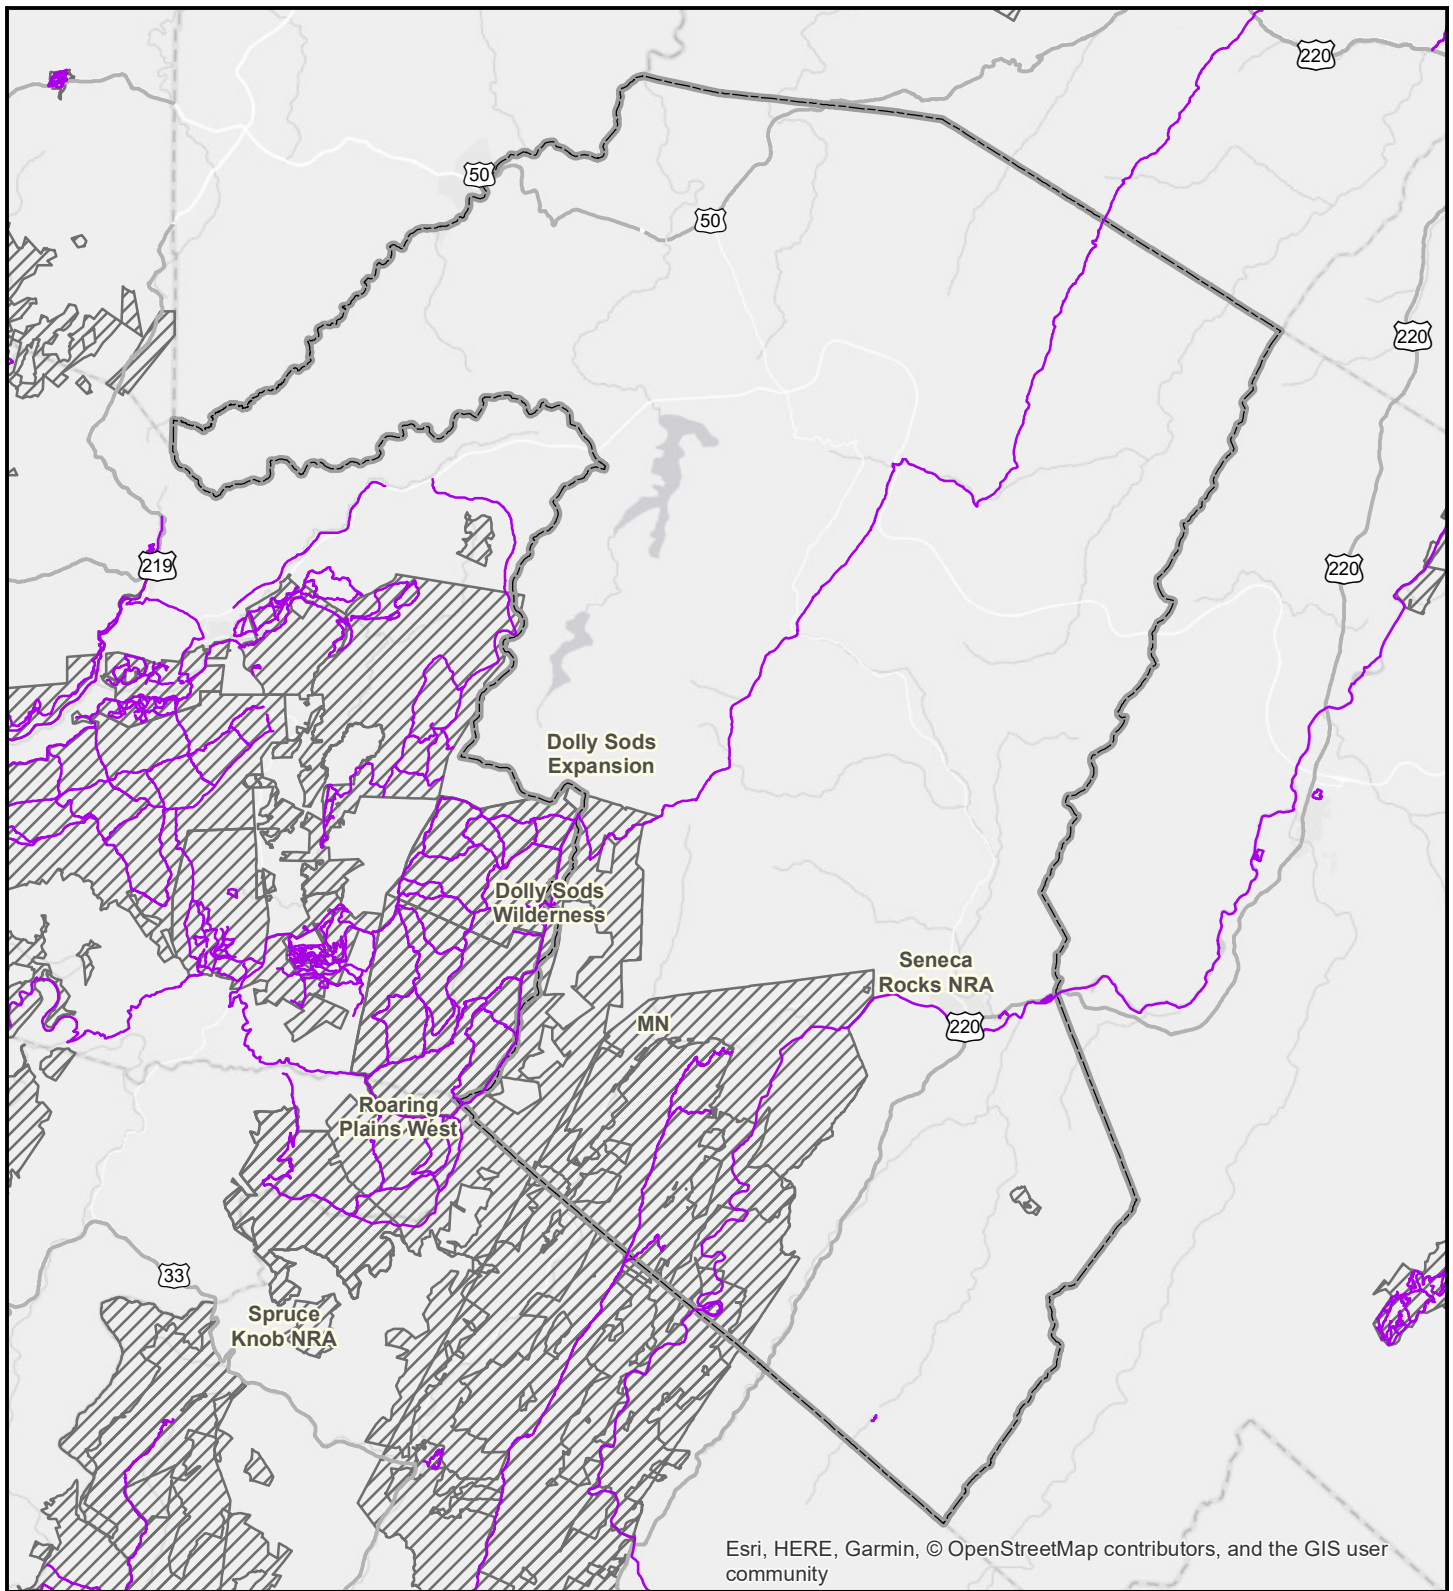 220
50
50
220
219
220
Dolly Sods
Expansion
Dolly Sods
Wilderness
Seneca
Rocks NRA
MN
220
Roaring
Plains West
33
Spruce
Knob NRA
Esri, HERE, Garmin, © OpenStreetMap contributors, and the GIS user
community